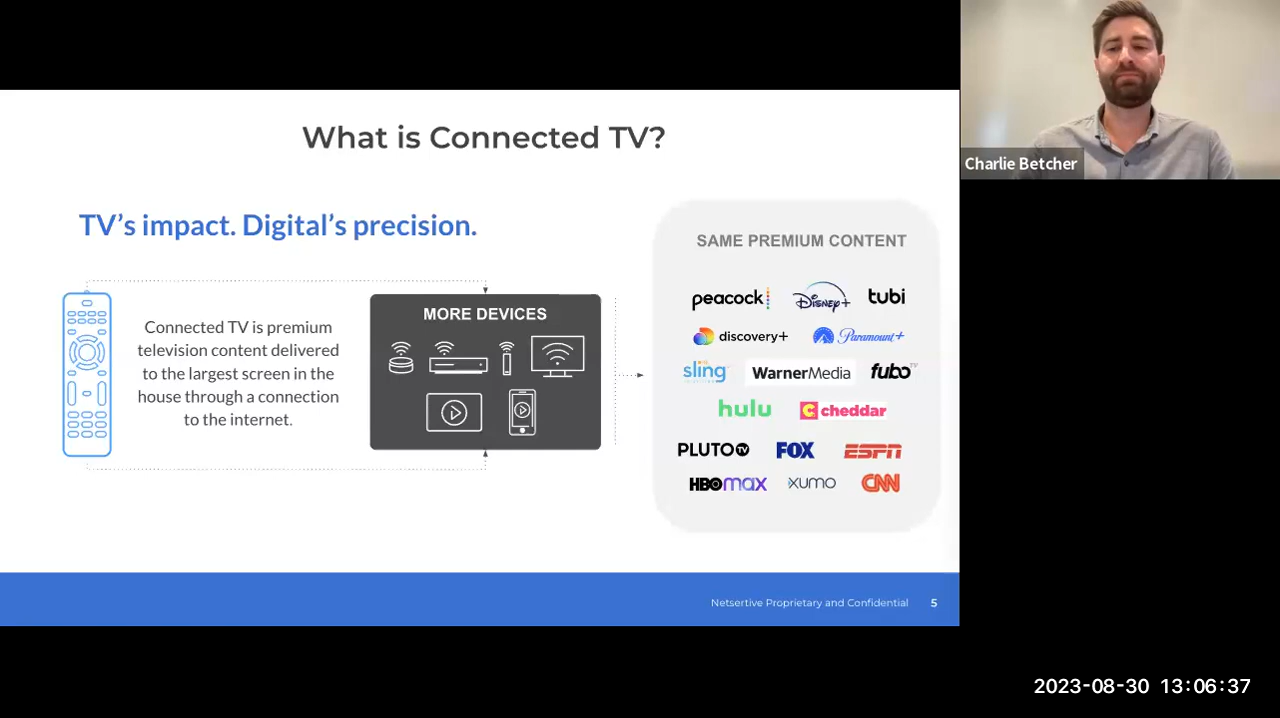 What is Connected TV?
TV's impact. Digital's precision.
Connected TV is premium
television content delivered
to the largest screen in the
house through a connection
to the internet.
MORE DEVICES
SAME PREMIUM CONTENT
peacock Disney+ tubi
discovery+ Paramount+
sling WarnerMedia fuboTV
hulu C cheddar
PLUTO TV FOX ESPN
HBOmax XUMO CNN
Netsertive Proprietary and Confidential 5
Charlie Betcher
2023-08-30 13:06:37